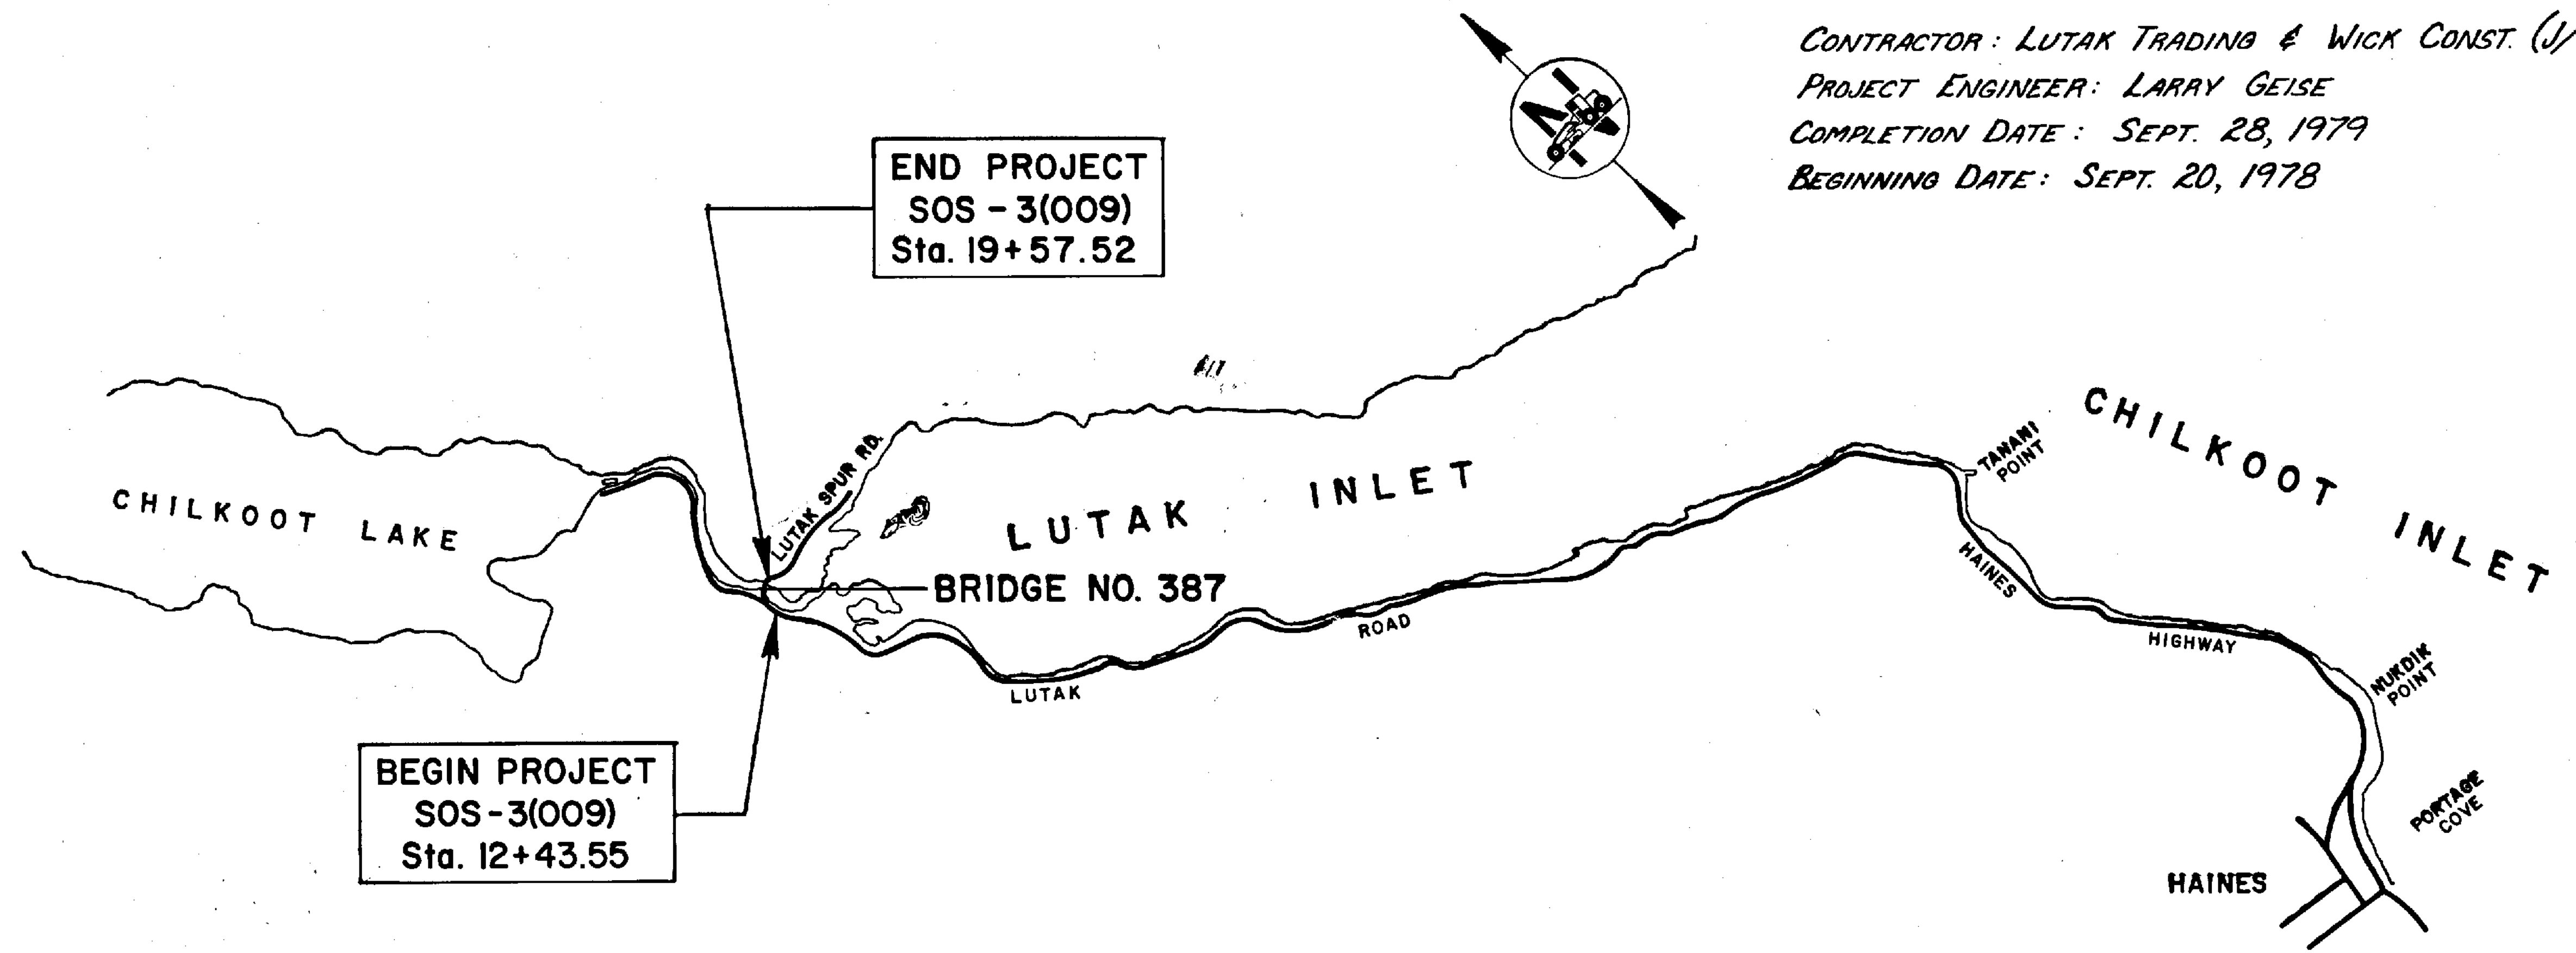 CONTRACTOR: LUTAK TRADING & WICK CONST. (J/
PROJECT ENGINEER: LARRY GEISE
COMPLETION DATE: SEPT. 28, 1979
BEGINNING DATE: SEPT. 20, 1978
END PROJECT
SOS-3(009)
Sta. 19+57.52
CHILKOOT INLET
TANANI
POINT
LUTAK SPUR RD.
LUTAK INLET
CHILKOOT LAKE
BRIDGE NO. 387
HAINES
HIGHWAY
ROAD
LUTAK
NUKDIK
POINT
BEGIN PROJECT
SOS-3(009)
Sta. 12+43.55
PORTAGE
COVE
HAINES